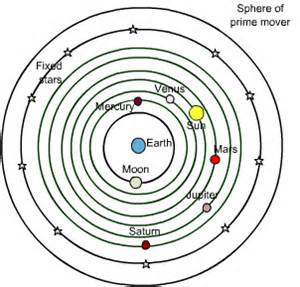 Sphere of
prime mover
Fixed
stars
Venus
Mercury
Sun
Earth
Mars
Moon
Jupiter
Saturn